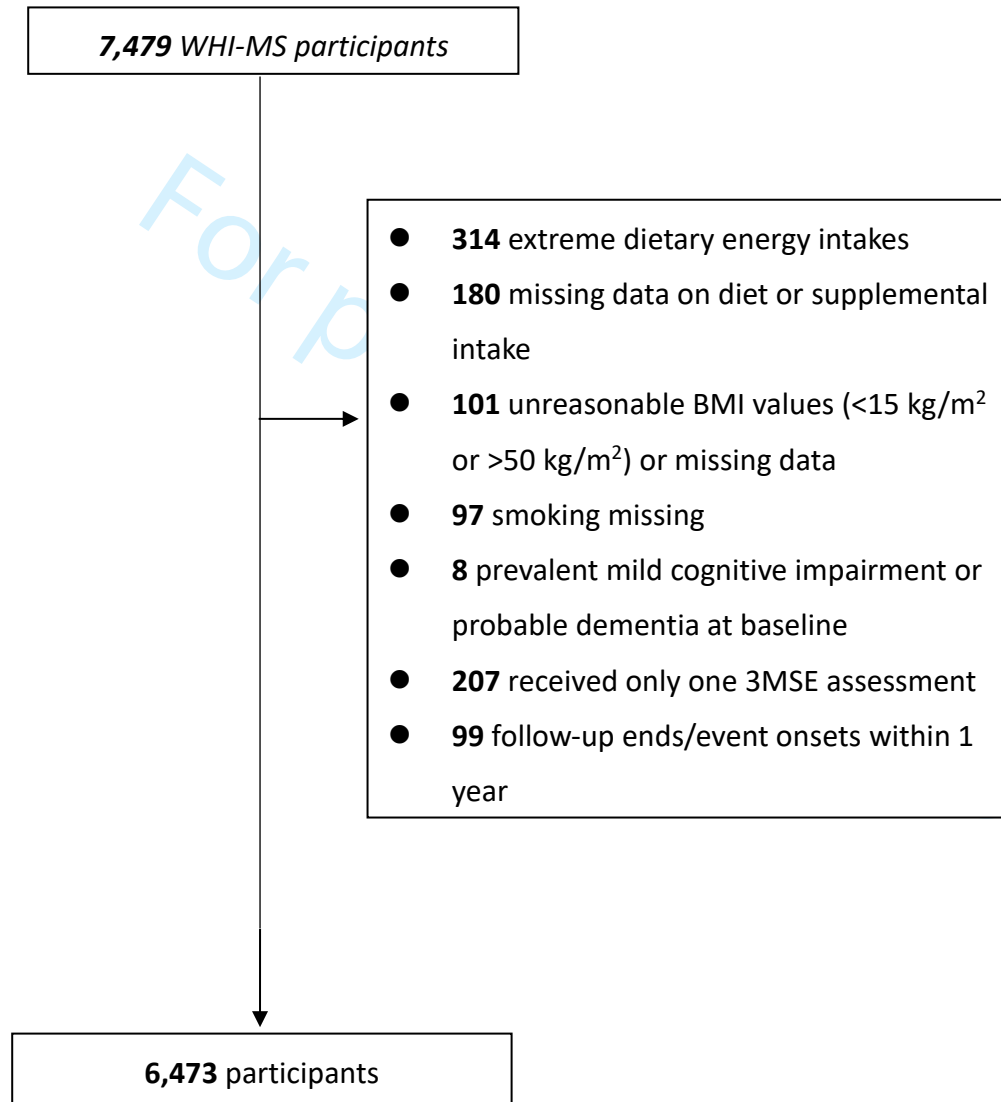 7,479 WHI-MS participants
For p
● 314 extreme dietary energy intakes
● 180 missing data on diet or supplemental
intake
● 101 unreasonable BMI values (<15 kg/m²
or >50 kg/m²) or missing data
● 97 smoking missing
● 8 prevalent mild cognitive impairment or
probable dementia at baseline
● 207 received only one 3MSE assessment
● 99 follow-up ends/event onsets within 1
year
6,473 participants